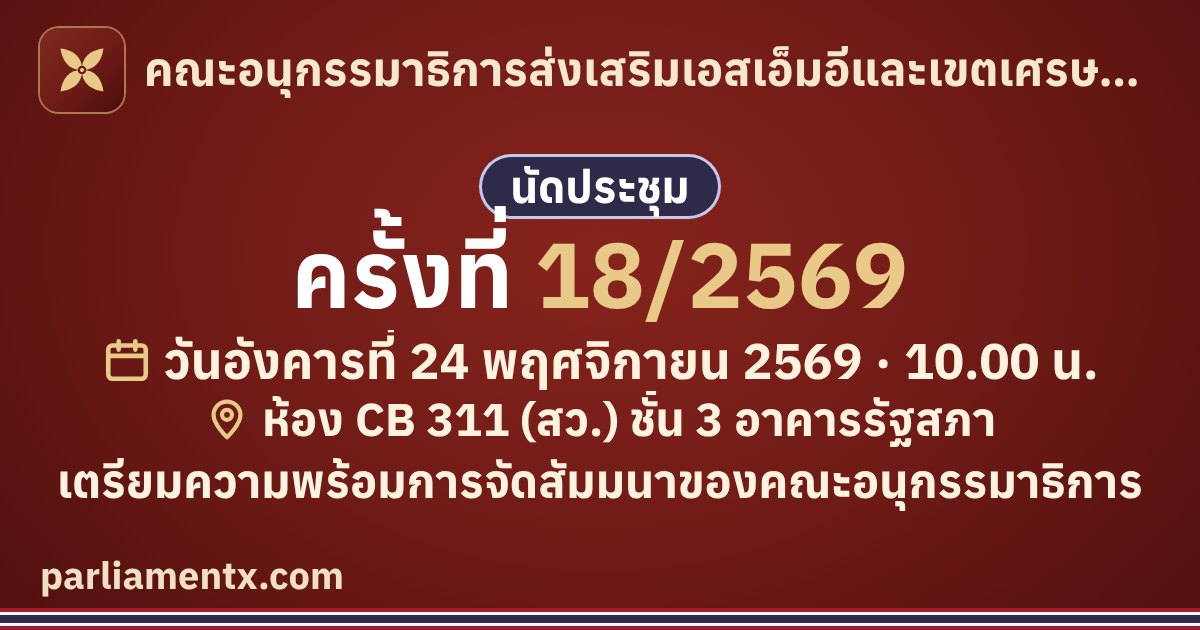 คณะอนุกรรมาธิการส่งเสริมเอสเอ็มอีและเขตเศรษ...
นัดประชุม
ครั้งที่ 18/2569
วันอังคารที่ 24 พฤศจิกายน 2569 · 10.00 น.
ห้อง CB 311 (สว.) ชั้น 3 อาคารรัฐสภา
เตรียมความพร้อมการจัดสัมมนาของคณะอนุกรรมาธิการ
parliamentx.com